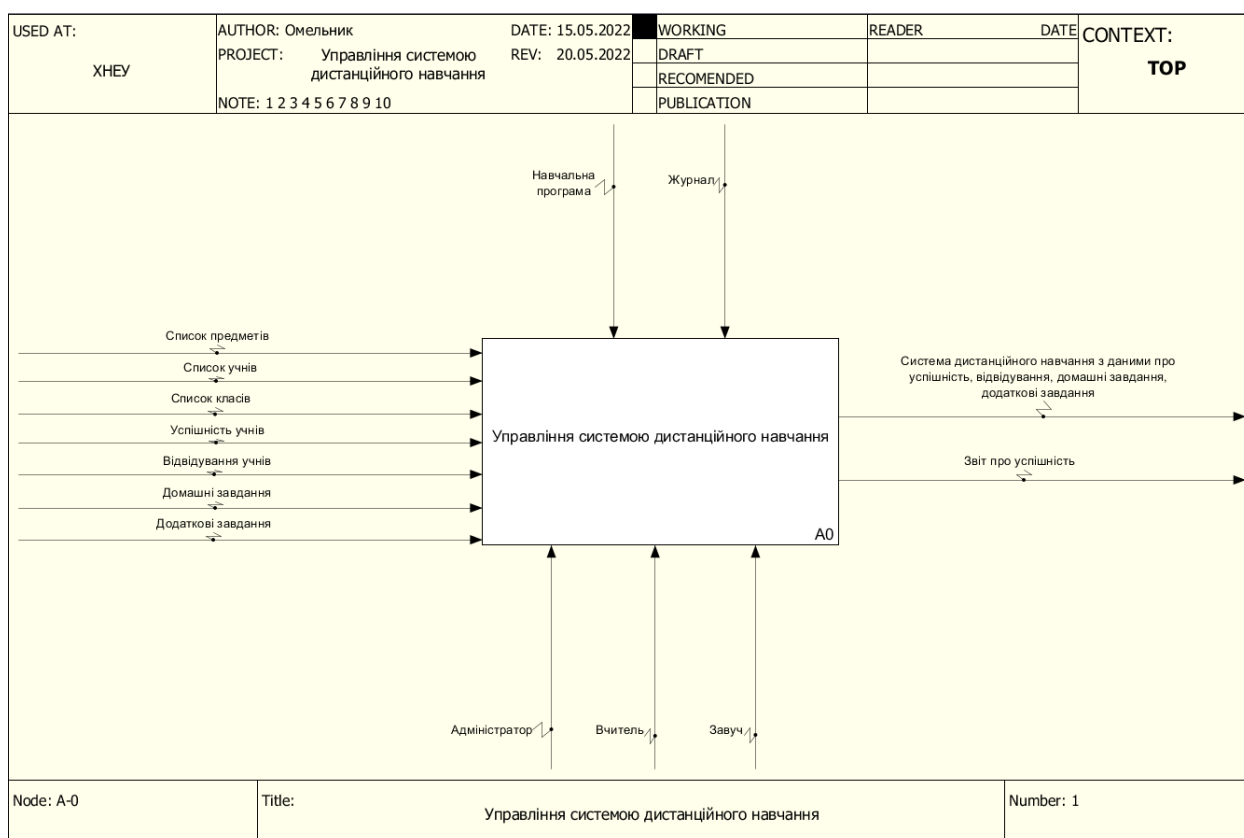 USED AT:
ХНЕУ
AUTHOR: Омельник
DATE: 15.05.2022
PROJECT: Управління системою
дистанційного навчання
REV: 20.05.2022
NOTE: 1 2 3 4 5 6 7 8 9 10
WORKING
DRAFT
RECOMENDED
PUBLICATION
READER
DATE
CONTEXT:
TOP
Навчальна
програма
Журнал
Список предметів
Список учнів
Список класів
Успішність учнів
Відвідування учнів
Домашні завдання
Додаткові завдання
Управління системою дистанційного навчання
A0
Система дистанційного навчання з даними про
успішність, відвідування, домашні завдання,
додаткові завдання
Звіт про успішність
Адміністратор
Вчитель
Завуч
Node: A-0
Title:
Управління системою дистанційного навчання
Number: 1